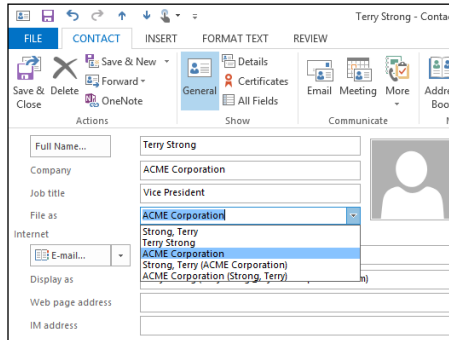 Terry Strong - Contac
FILE CONTACT INSERT FORMAT TEXT REVIEW
Save & Close
Delete
Save & New
Forward
OneNote
Actions
General
Details
Certificates
All Fields
Show
Email Meeting More
Communicate
Addre
Boo
Full Name... Terry Strong
Company ACME Corporation
Job title Vice President
File as ACME Corporation
Internet
Strong, Terry
Terry Strong
ACME Corporation
Strong, Terry (ACME Corporation)
ACME Corporation (Strong, Terry)
E-mail...
Display as m)
Web page address
IM address